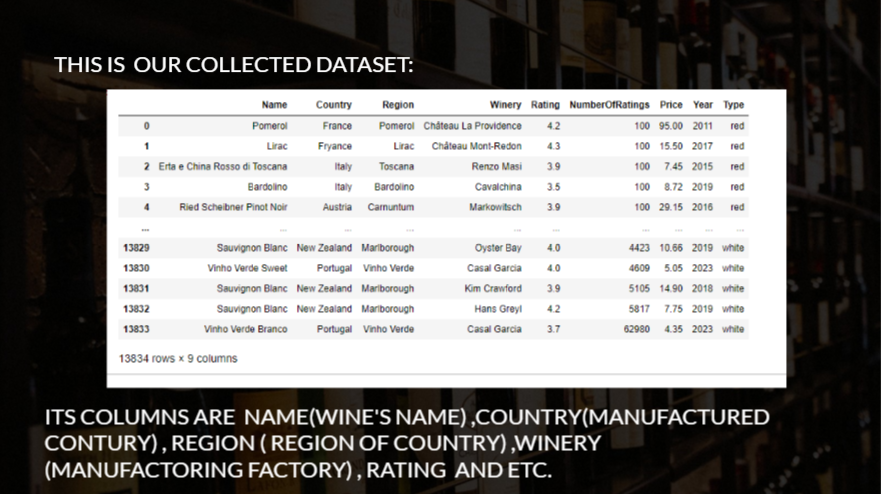 THIS IS OUR COLLECTED DATASET:
Name Country Region Winery Rating NumberOfRatings Price Year Type
0 Pomerol France Pomerol Château La Providence 4.2 100 95.00 2011 red
1 Lirac Fryance Lirac Château Mont-Redon 4.3 100 15.50 2017 red
2 Erta e China Rosso di Toscana Italy Toscana Renzo Masi 3.9 100 7.45 2015 red
3 Bardolino Italy Bardolino Cavalchina 3.5 100 8.72 2019 red
4 Ried Scheibner Pinot Noir Austria Carnuntum Markowitsch 3.9 100 29.15 2016 red
... ... ... ... ... ... ... ... ... ...
13829 Sauvignon Blanc New Zealand Marlborough Oyster Bay 4.0 4423 10.66 2019 white
13830 Vinho Verde Sweet Portugal Vinho Verde Casal Garcia 4.0 4609 5.05 2023 white
13831 Sauvignon Blanc New Zealand Marlborough Kim Crawford 3.9 5105 14.90 2018 white
13832 Sauvignon Blanc New Zealand Marlborough Hans Greyl 4.2 5817 7.75 2019 white
13833 Vinho Verde Branco Portugal Vinho Verde Casal Garcia 3.7 62980 4.35 2023 white
13834 rows × 9 columns
ITS COLUMNS ARE NAME(WINE'S NAME) ,COUNTRY(MANUFACTURED
CONTURY) , REGION ( REGION OF COUNTRY) ,WINERY
(MANUFACTORING FACTORY) , RATING AND ETC.